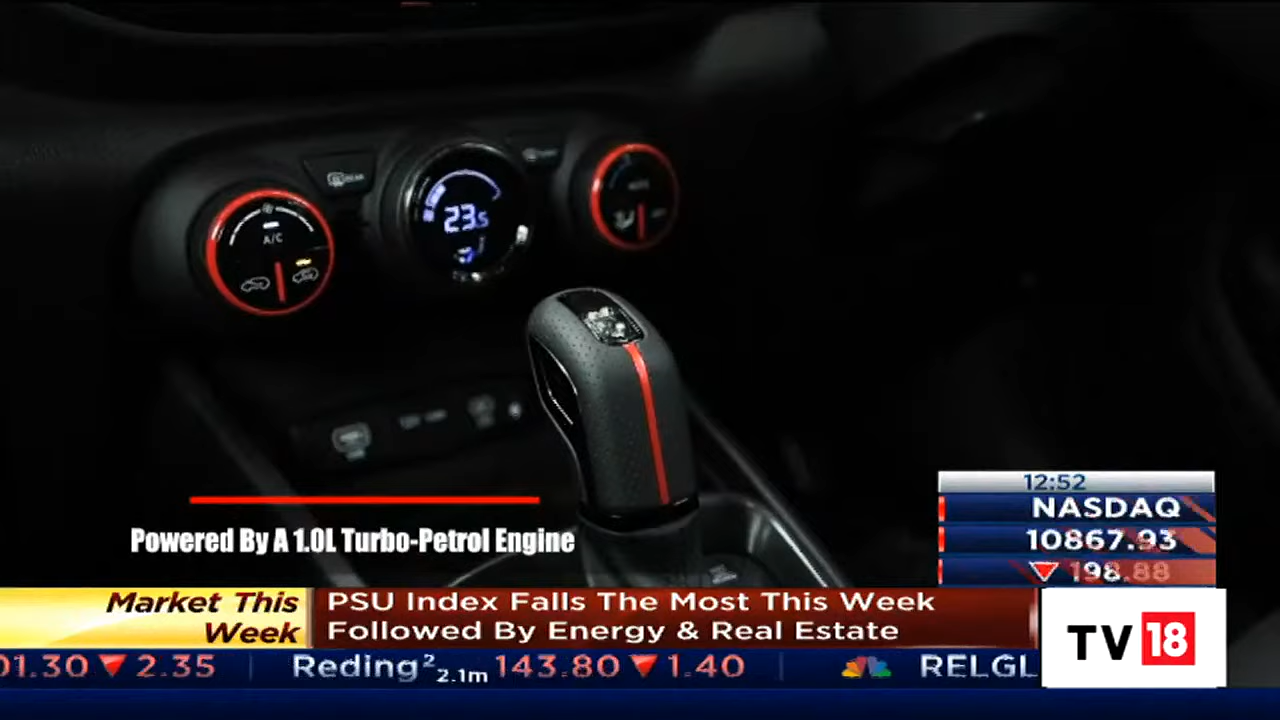 A/C
REAR
23.5
Powered By A 1.0L Turbo-Petrol Engine
12:52
NASDAQ
10867.93
▼ 198.88
Market This
Week
PSU Index Falls The Most This Week
Followed By Energy & Real Estate
01.30 ▼ 2.35
Reding² 2.1m 143.80 ▼ 1.40
RELGL
TV18